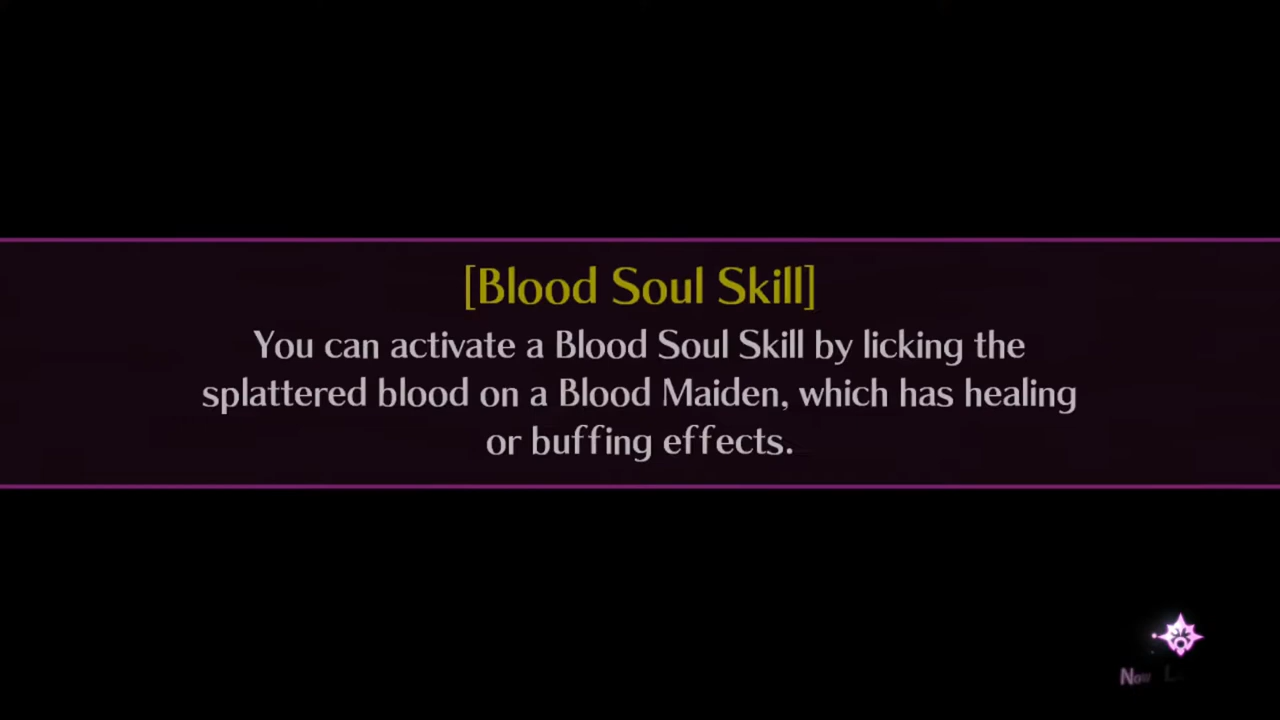 [Blood Soul Skill]
You can activate a Blood Soul Skill by licking the
splattered blood on a Blood Maiden, which has healing
or buffing effects.
Now